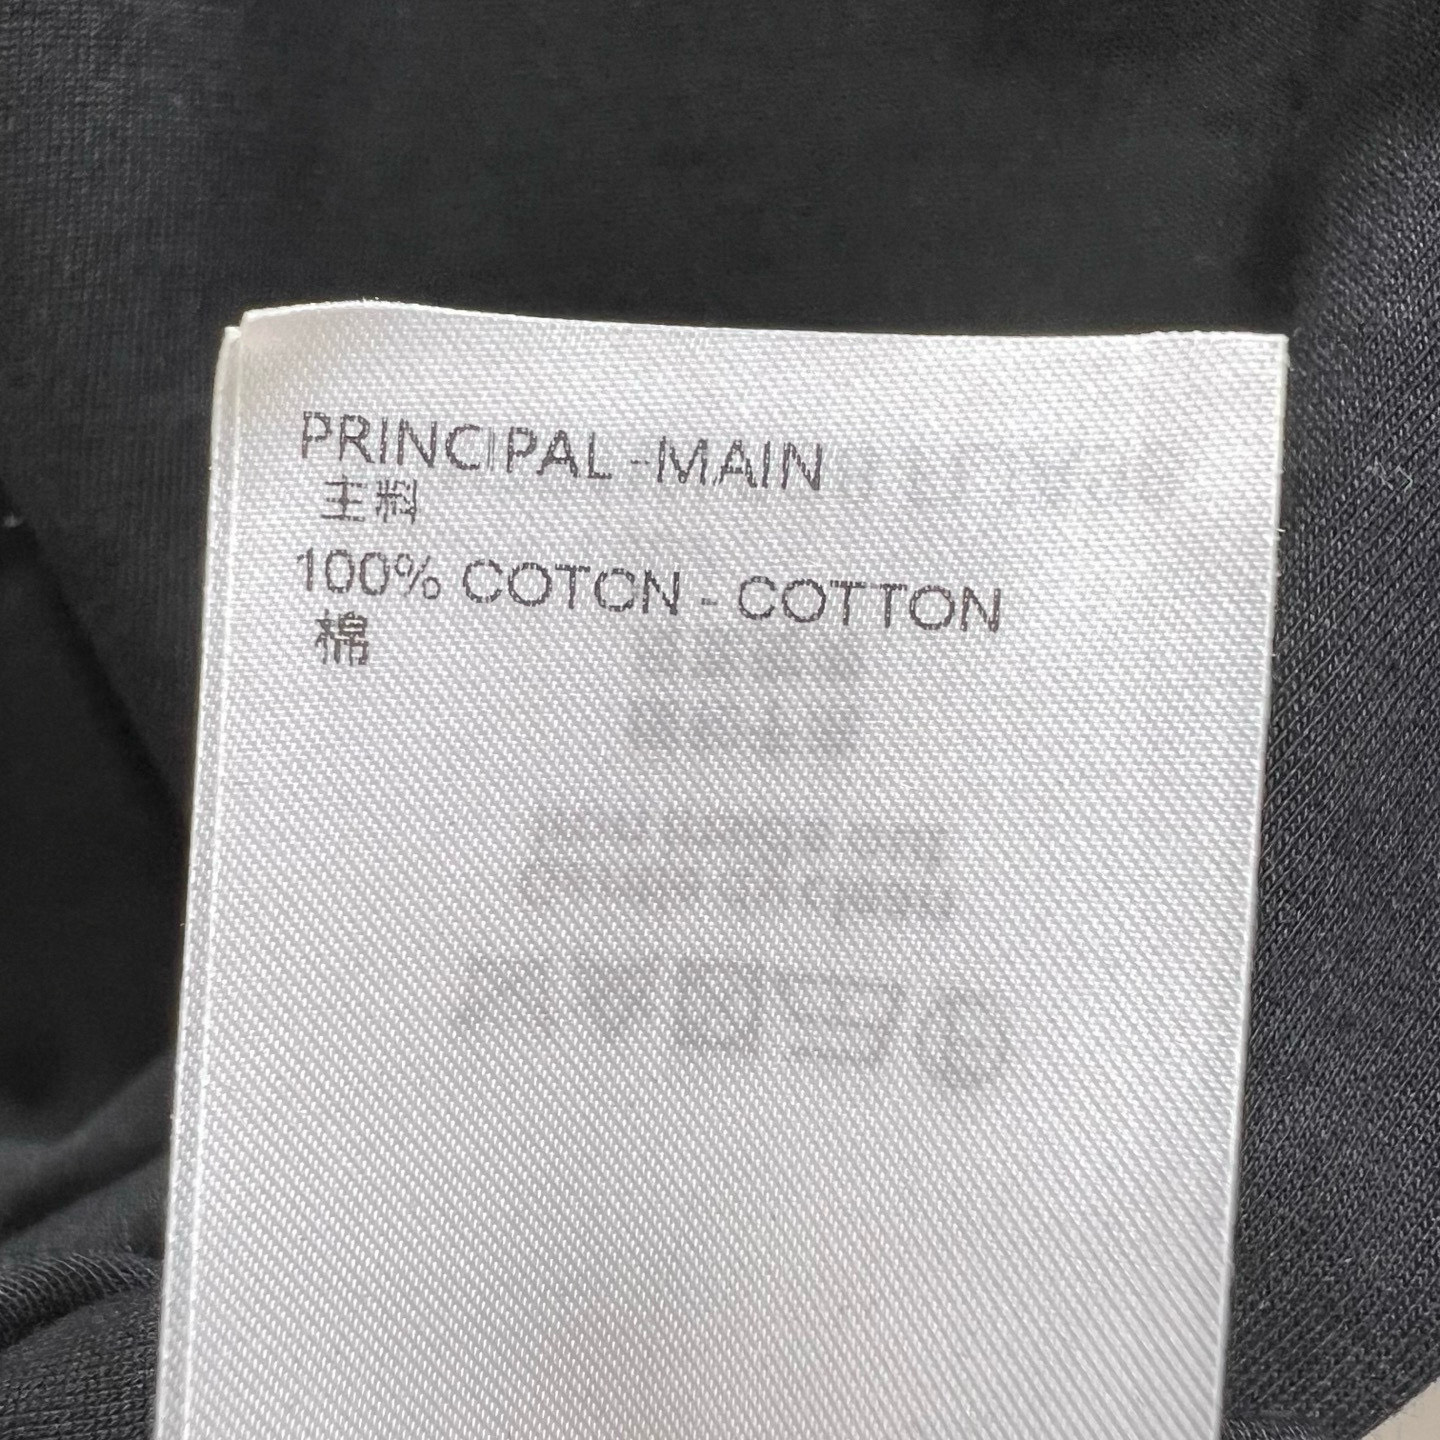 PRINCIPAL-MAIN
主料
100% COTON - COTTON
棉